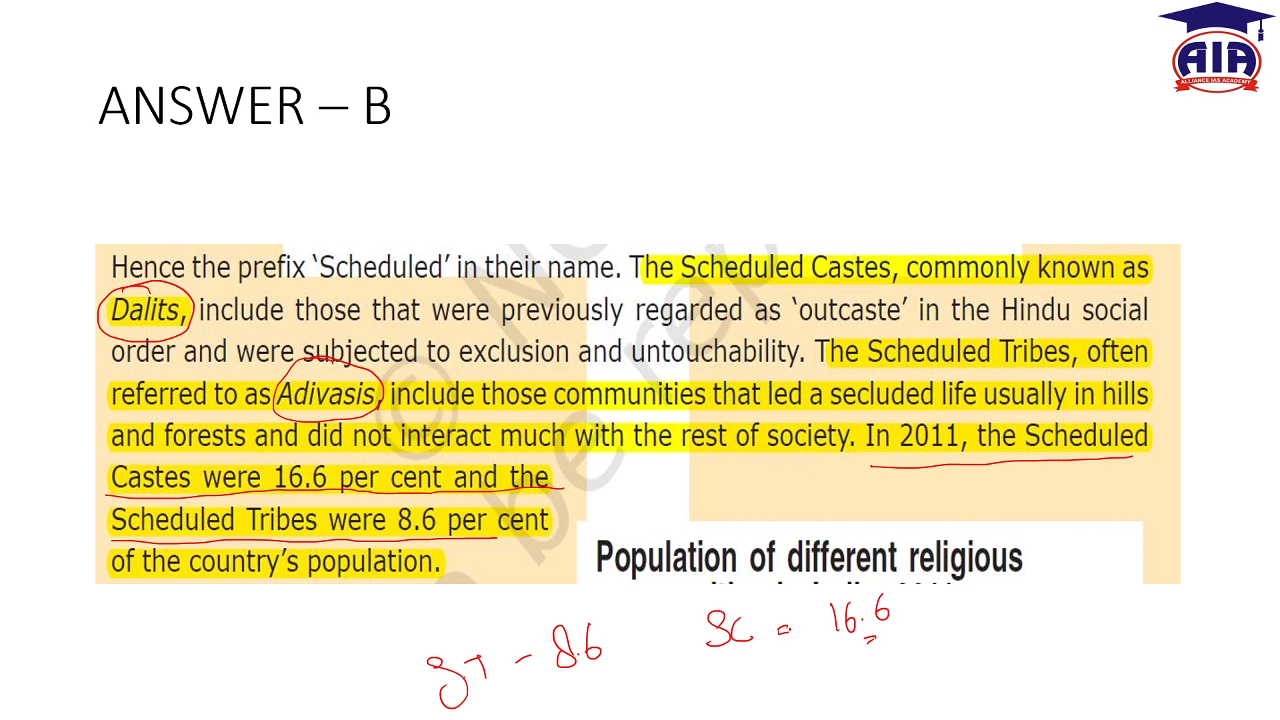 AIA
ALLIANCE IAS ACADEMY
ANSWER – B
Hence the prefix ‘Scheduled’ in their name. The Scheduled Castes, commonly known as
Dalits, include those that were previously regarded as ‘outcaste’ in the Hindu social
order and were subjected to exclusion and untouchability. The Scheduled Tribes, often
referred to as Adivasis, include those communities that led a secluded life usually in hills
and forests and did not interact much with the rest of society. In 2011, the Scheduled
Castes were 16.6 per cent and the
Scheduled Tribes were 8.6 per cent
of the country’s population.
Population of different religious
ST – 8.6
SC = 16.6